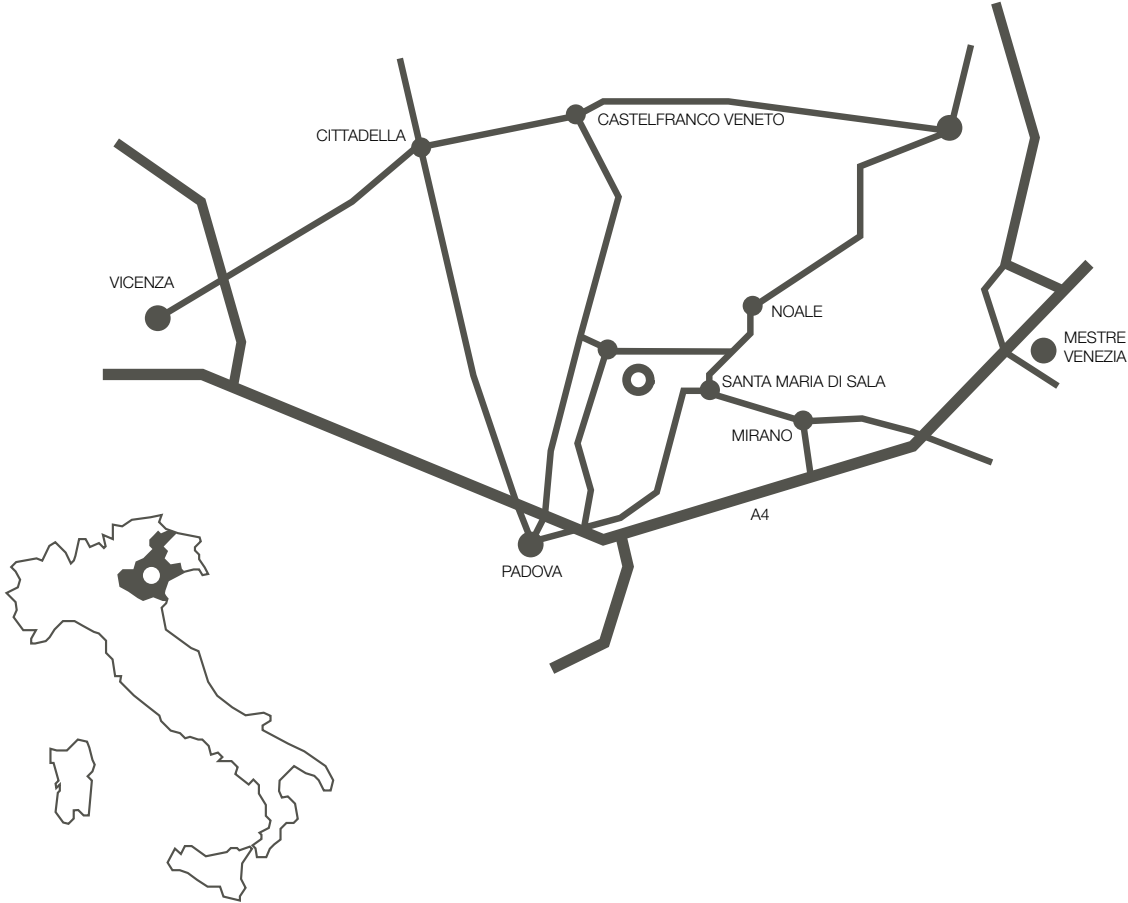 CITTADELLA
CASTELFRANCO VENETO
VICENZA
NOALE
MESTRE
VENEZIA
SANTA MARIA DI SALA
MIRANO
A4
PADOVA